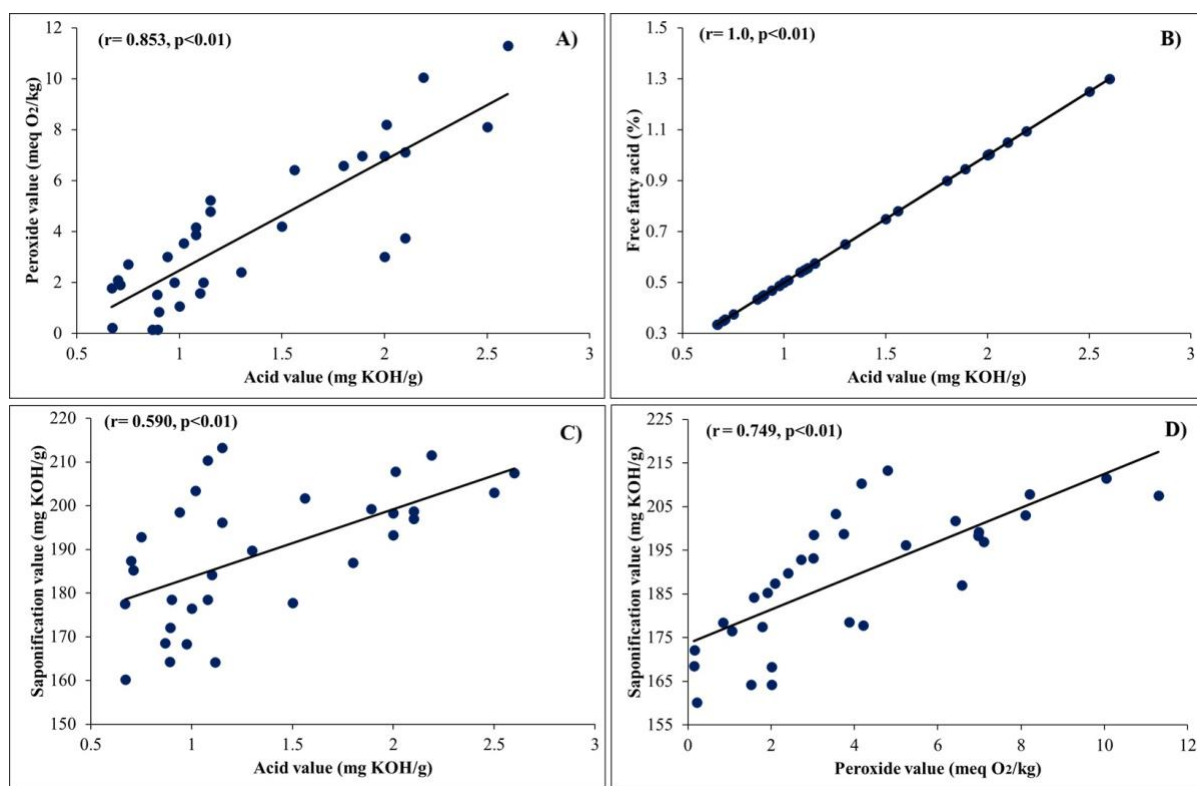 (r= 0.853, p<0.01)
A)
Peroxide value (meq O2/kg)
12
10
8
6
4
2
0
0.5 1 1.5 2 2.5 3
Acid value (mg KOH/g)
(r= 1.0, p<0.01)
B)
Free fatty acid (%)
1.3
1.1
0.9
0.7
0.5
0.3
0.5 1 1.5 2 2.5 3
Acid value (mg KOH/g)
(r= 0.590, p<0.01)
C)
Saponification value (mg KOH/g)
220
210
200
190
180
170
160
150
0.5 1 1.5 2 2.5 3
Acid value (mg KOH/g)
(r = 0.749, p<0.01)
D)
Saponification value (mg KOH/g)
225
215
205
195
185
175
165
155
0 2 4 6 8 10 12
Peroxide value (meq O2/kg)